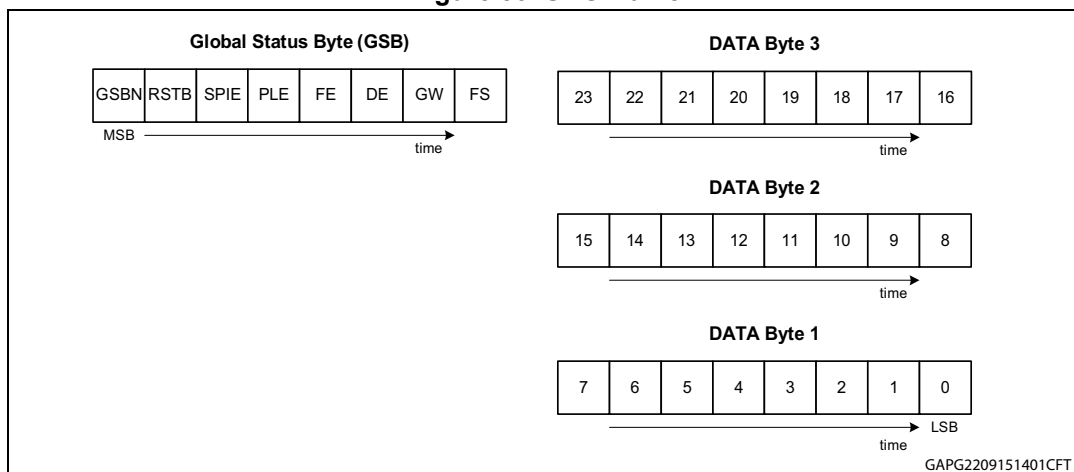 Global Status Byte (GSB)
GSBN RSTB SPIE PLE FE DE GW FS
MSB
time
DATA Byte 3
23 22 21 20 19 18 17 16
time
DATA Byte 2
15 14 13 12 11 10 9 8
time
DATA Byte 1
7 6 5 4 3 2 1 0
LSB
time
GAPG2209151401CFT